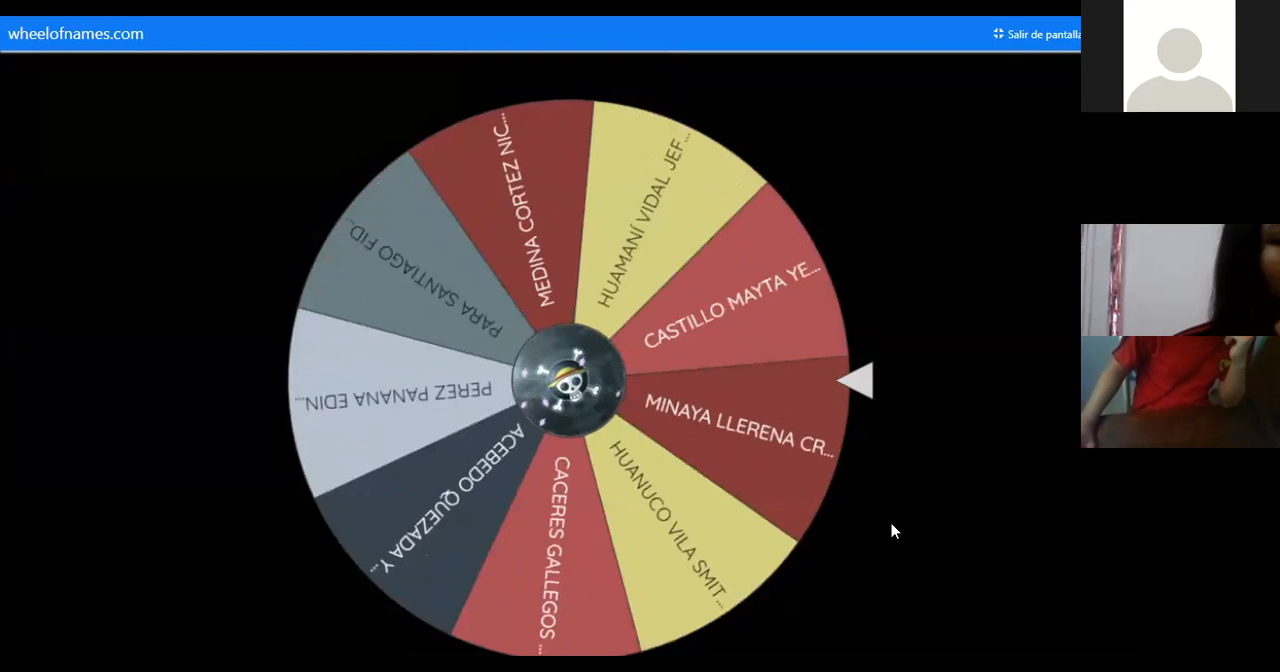 wheelofnames.com
Salir de pantalla
MEDINA CORTEZ NIC...
HUAMANÍ VIDAL JEF...
CASTILLO MAYTA YE...
MINAYA LLERENA CR...
HUANUCO VILA SMIT...
CACERES GALLEGOS ...
ACEBEDO QUEZADA Y...
PEREZ PANANA EDIN...
PARA SANTIAGO FID...